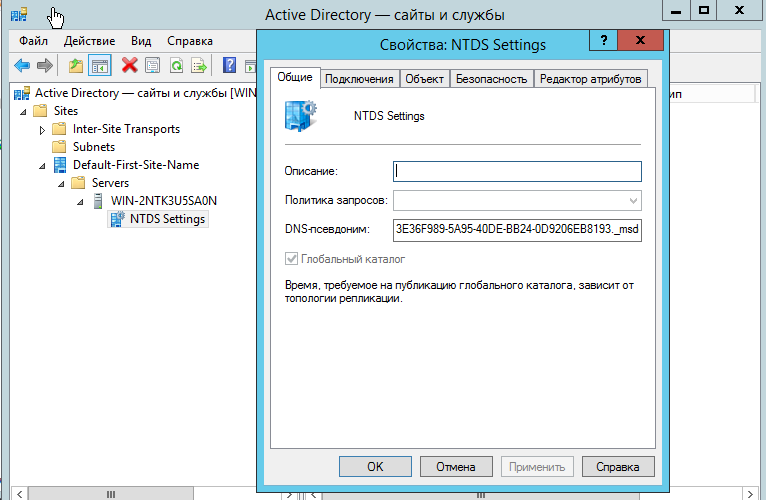 Active Directory — сайты и службы
Файл Действие Вид Справка
Active Directory — сайты и службы [WIN
Sites
Inter-Site Transports
Subnets
Default-First-Site-Name
Servers
WIN-2NTK3U5SA0N
NTDS Settings
ип
Свойства: NTDS Settings
? x
Общие Подключения Объект Безопасность Редактор атрибутов
NTDS Settings
Описание:
Политика запросов:
DNS-псевдоним: 3E36F989-5A95-40DE-BB24-0D9206EB8193._msd
Глобальный каталог
Время, требуемое на публикацию глобального каталога, зависит от
топологии репликации.
OK Отмена Применить Справка